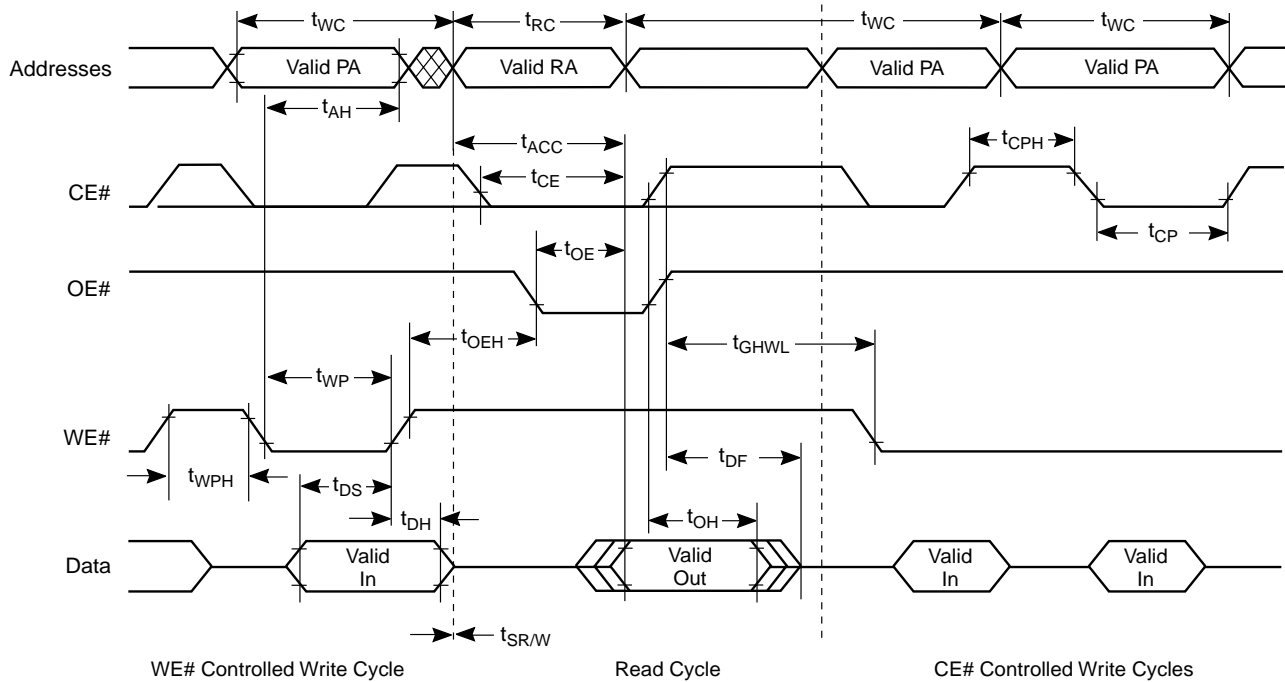 tWC tRC tWC tWC
Addresses Valid PA Valid RA Valid PA Valid PA
tAH
tACC tCPH
tCE
CE#
tOE tCP
OE#
tOEH tGHWL
tWP
WE#
tWPH tDS tDF
tDH tOH
Data Valid In Valid Out Valid In Valid In
tSR/W
WE# Controlled Write Cycle Read Cycle CE# Controlled Write Cycles